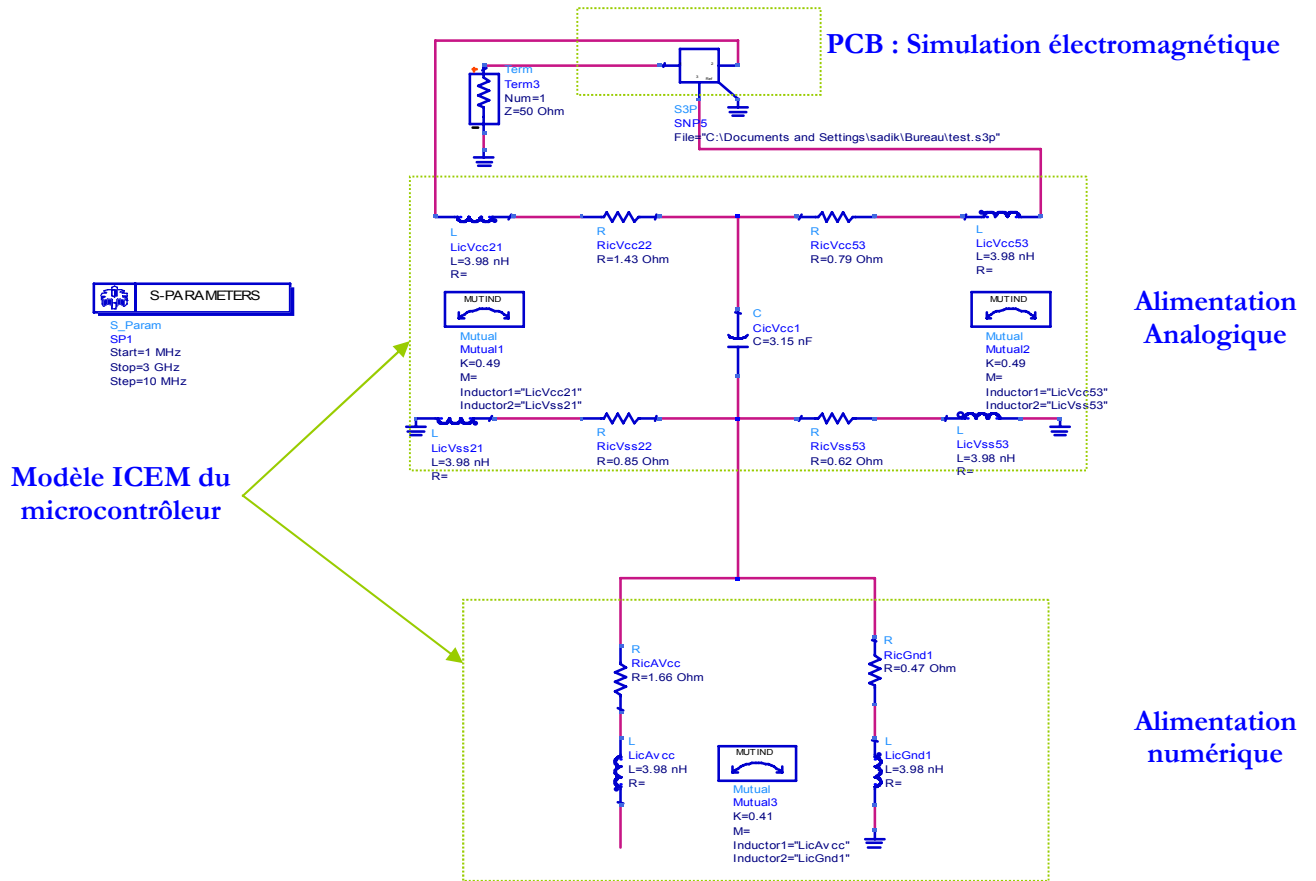 PCB : Simulation électromagnétique
Term
Term3
Num=1
Z=50 Ohm
2
1
3
Ref
S3P
SNP5
File="C:\Documents and Settings\sadik\Bureau\test.s3p"
L
LicVcc21
L=3.98 nH
R=
R
RicVcc22
R=1.43 Ohm
R
RicVcc53
R=0.79 Ohm
L
LicVcc53
L=3.98 nH
R=
S-PARAMETERS
S_Param
SP1
Start=1 MHz
Stop=3 GHz
Step=10 MHz
MUTIND
Mutual
Mutual1
K=0.49
M=
Inductor1="LicVcc21"
Inductor2="LicVss21"
C
CicVcc1
C=3.15 nF
MUTIND
Mutual
Mutual2
K=0.49
M=
Inductor1="LicVcc53"
Inductor2="LicVss53"
Alimentation
Analogique
L
LicVss21
L=3.98 nH
R=
R
RicVss22
R=0.85 Ohm
R
RicVss53
R=0.62 Ohm
L
LicVss53
L=3.98 nH
R=
Modèle ICEM du
microcontrôleur
R
RicAVcc
R=1.66 Ohm
R
RicGnd1
R=0.47 Ohm
L
LicAvcc
L=3.98 nH
R=
MUTIND
Mutual
Mutual3
K=0.41
M=
Inductor1="LicAvcc"
Inductor2="LicGnd1"
L
LicGnd1
L=3.98 nH
R=
Alimentation
numérique